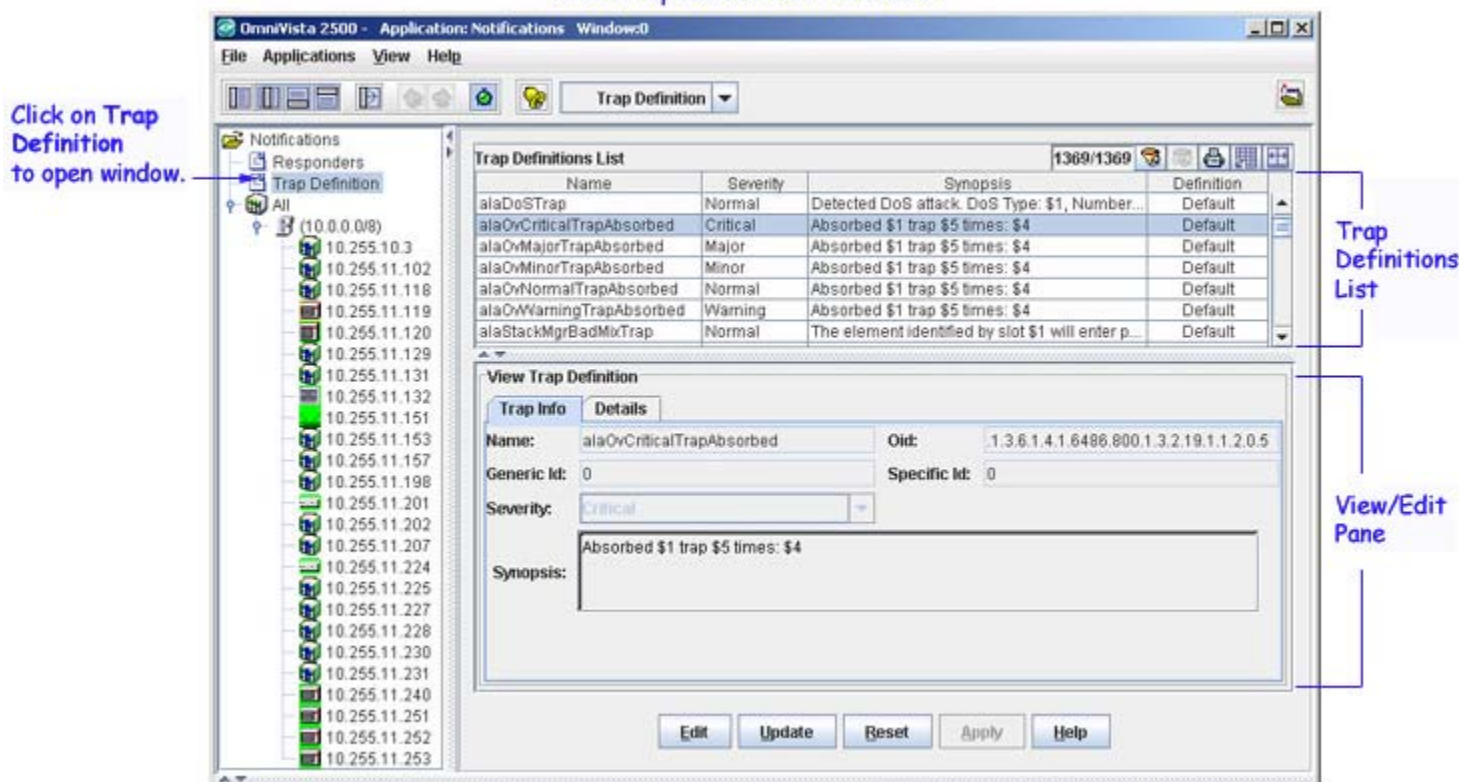 OmniVista 2500 - Application: Notifications Window:0
File Applications View Help
Trap Definition
Click on Trap
Definition
to open window.
Notifications
Responders
Trap Definition
All
(10.0.0.0/8)
10.255.10.3
10.255.11.102
10.255.11.118
10.255.11.119
10.255.11.120
10.255.11.129
10.255.11.131
10.255.11.132
10.255.11.151
10.255.11.153
10.255.11.157
10.255.11.198
10.255.11.201
10.255.11.202
10.255.11.207
10.255.11.224
10.255.11.225
10.255.11.227
10.255.11.228
10.255.11.230
10.255.11.231
10.255.11.240
10.255.11.251
10.255.11.252
10.255.11.253
Trap Definitions List 1369/1369
Name Severity Synopsis Definition
alaDoSTrap Normal Detected DoS attack. DoS Type: $1, Number... Default
alaOvCriticalTrapAbsorbed Critical Absorbed $1 trap $5 times: $4 Default
alaOvMajorTrapAbsorbed Major Absorbed $1 trap $5 times: $4 Default
alaOvMinorTrapAbsorbed Minor Absorbed $1 trap $5 times: $4 Default
alaOvNormalTrapAbsorbed Normal Absorbed $1 trap $5 times: $4 Default
alaOvWarningTrapAbsorbed Warning Absorbed $1 trap $5 times: $4 Default
alaStackMgrBadMixTrap Normal The element identified by slot $1 will enter p... Default
Trap
Definitions
List
View Trap Definition
Trap Info Details
Name: alaOvCriticalTrapAbsorbed Oid: .1.3.6.1.4.1.6486.800.1.3.2.19.1.1.2.0.5
Generic Id: 0 Specific Id: 0
Severity: Critical
Synopsis: Absorbed $1 trap $5 times: $4
View/Edit
Pane
Edit Update Reset Apply Help